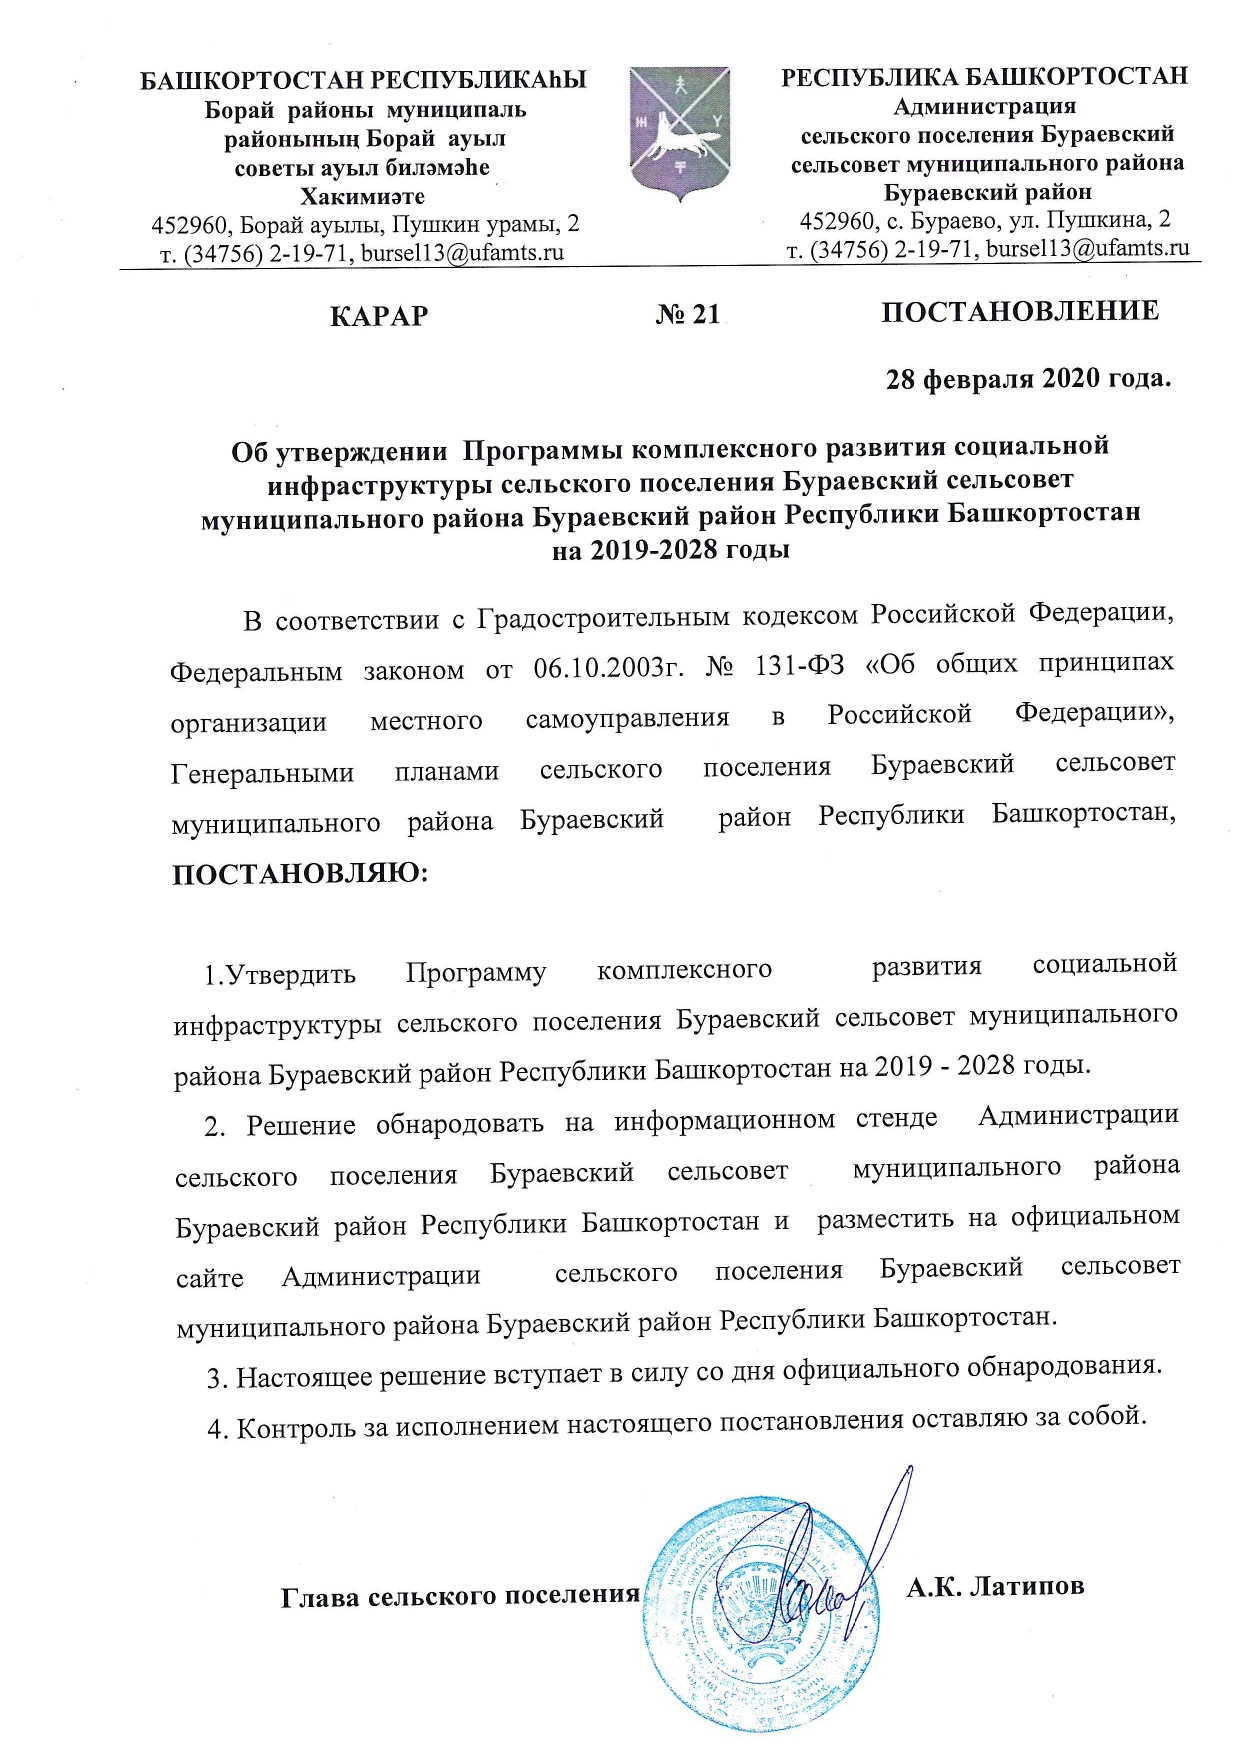 БАШКОРТОСТАН РЕСПУБЛИКАhЫ
Борай районы муниципаль
районының Борай ауыл
советы ауыл биләмәhе
Хакимиәте
452960, Борай ауылы, Пушкин урамы, 2
т. (34756) 2-19-71, bursel13@ufamts.ru
Ж У
РЕСПУБЛИКА БАШКОРТОСТАН
Администрация
сельского поселения Бураевский
сельсовет муниципального района
Бураевский район
452960, с. Бураево, ул. Пушкина, 2
т. (34756) 2-19-71, bursel13@ufamts.ru
КАРАР № 21 ПОСТАНОВЛЕНИЕ
28 февраля 2020 года.
Об утверждении Программы комплексного развития социальной
инфраструктуры сельского поселения Бураевский сельсовет
муниципального района Бураевский район Республики Башкортостан
на 2019-2028 годы
В соответствии с Градостроительным кодексом Российской Федерации,
Федеральным законом от 06.10.2003г. № 131-ФЗ «Об общих принципах
организации местного самоуправления в Российской Федерации»,
Генеральными планами сельского поселения Бураевский сельсовет
муниципального района Бураевский район Республики Башкортостан,
ПОСТАНОВЛЯЮ:
1.Утвердить Программу комплексного развития социальной
инфраструктуры сельского поселения Бураевский сельсовет муниципального
района Бураевский район Республики Башкортостан на 2019 - 2028 годы.
2. Решение обнародовать на информационном стенде Администрации
сельского поселения Бураевский сельсовет муниципального района
Бураевский район Республики Башкортостан и разместить на официальном
сайте Администрации сельского поселения Бураевский сельсовет
муниципального района Бураевский район Республики Башкортостан.
3. Настоящее решение вступает в силу со дня официального обнародования.
4. Контроль за исполнением настоящего постановления оставляю за собой.
Глава сельского поселения А.К. Латипов